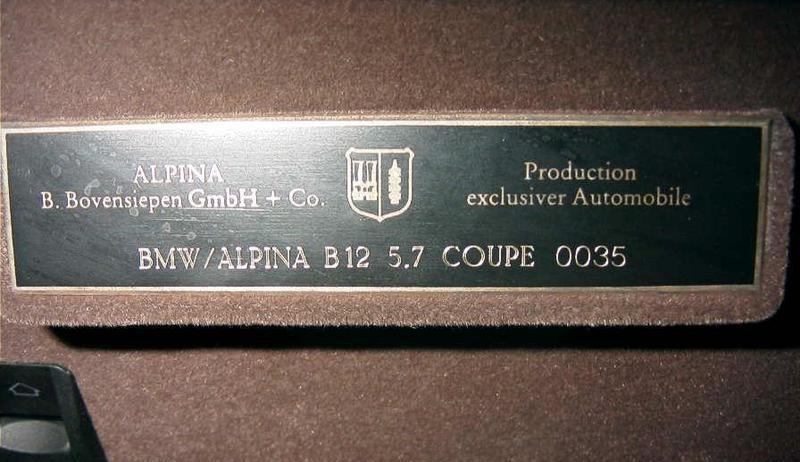 ALPINA
B. Bovensiepen GmbH + Co.
Production
exclusiver Automobile
BMW/ALPINA B12 5.7 COUPE 0035